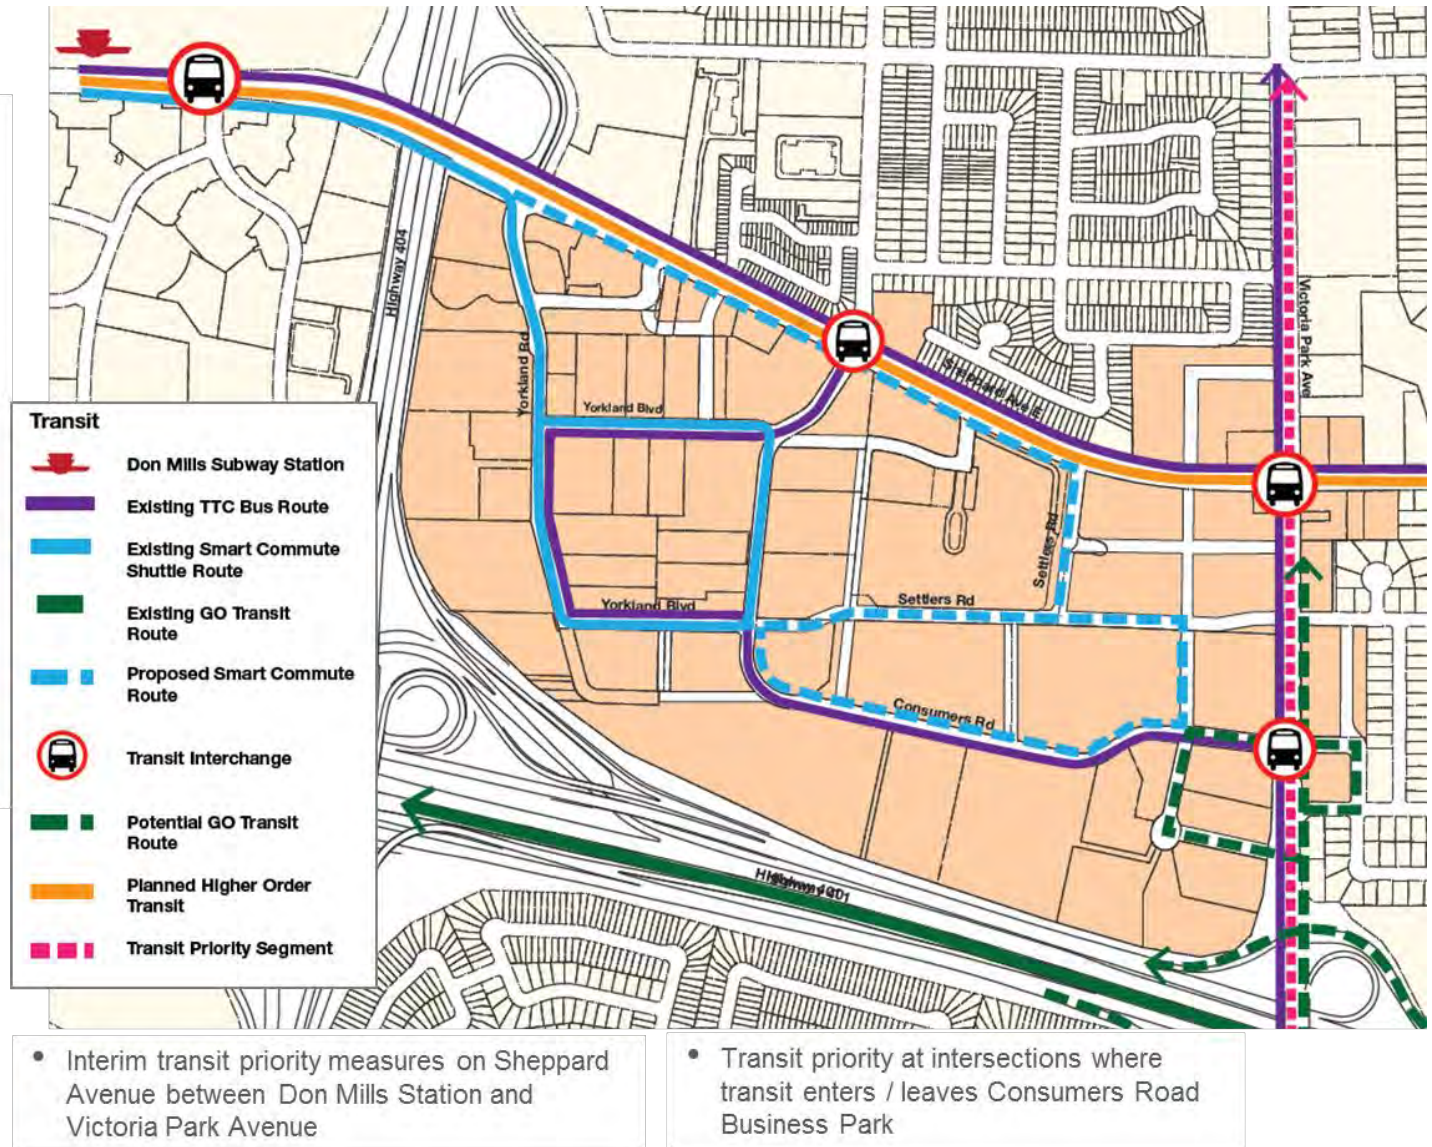 Highway 404
Victoria Park Ave
Yorkland Rd
Sheppard Ave E
Yorkland Blvd
Transit
Don Mills Subway Station
Existing TTC Bus Route
Existing Smart Commute
Shuttle Route
Existing GO Transit
Route
Proposed Smart Commute
Route
Transit Interchange
Potential GO Transit
Route
Planned Higher Order
Transit
Transit Priority Segment
Settlers Rd
Settlers Rd
Yorkland Blvd
Consumers Rd
Highway 401
• Interim transit priority measures on Sheppard
Avenue between Don Mills Station and
Victoria Park Avenue
• Transit priority at intersections where
transit enters / leaves Consumers Road
Business Park